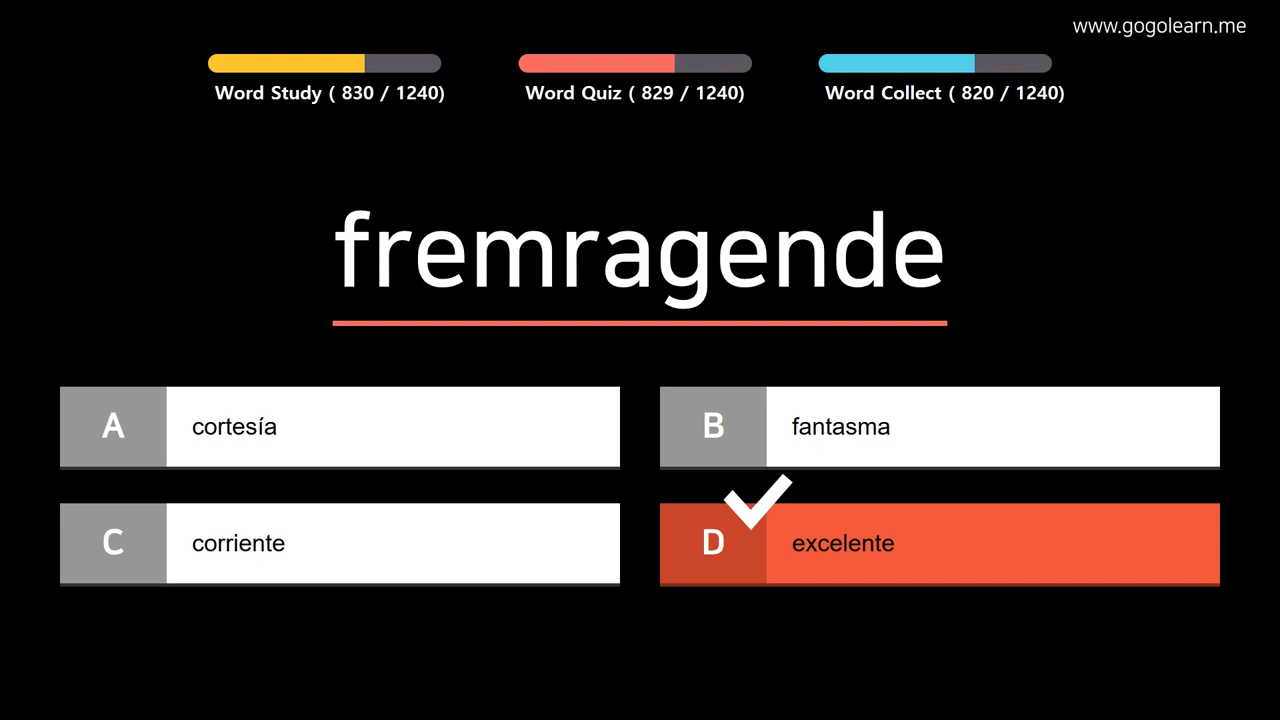 www.gogolearn.me
Word Study ( 830 / 1240)
Word Quiz ( 829 / 1240)
Word Collect ( 820 / 1240)
fremragende
A cortesía
B fantasma
C corriente
D excelente